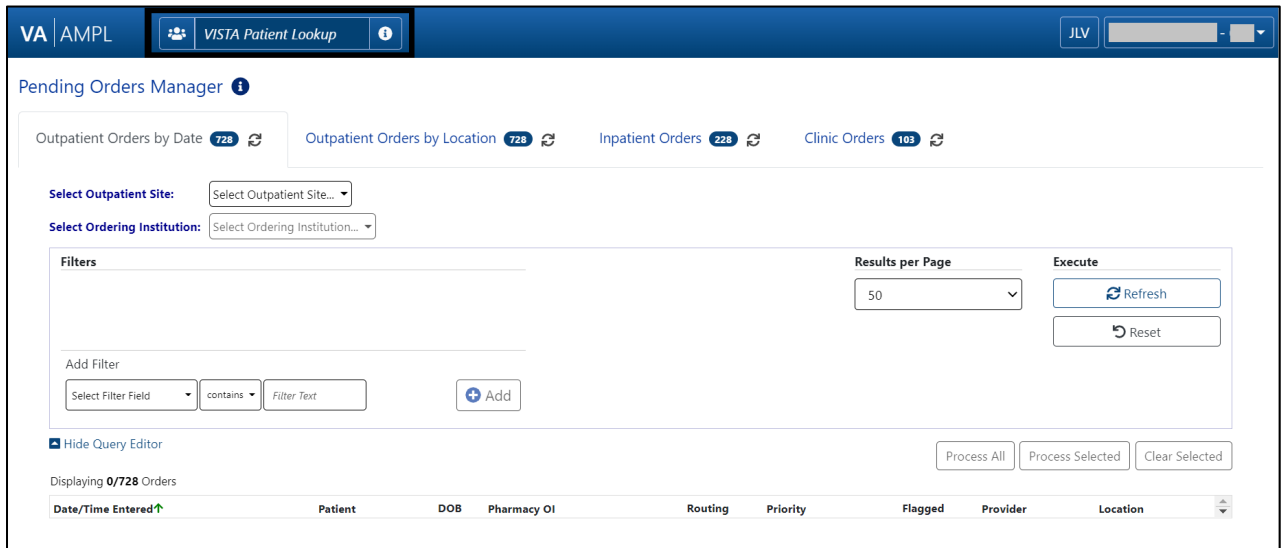 VA AMPL VISTA Patient Lookup JLV -
Pending Orders Manager
Outpatient Orders by Date 728 Outpatient Orders by Location 728 Inpatient Orders 228 Clinic Orders 103
Select Outpatient Site: Select Outpatient Site...
Select Ordering Institution: Select Ordering Institution...
Filters Results per Page Execute
50 Refresh
Reset
Add Filter
Select Filter Field contains Filter Text Add
Hide Query Editor
Process All Process Selected Clear Selected
Displaying 0/728 Orders
Date/Time Entered Patient DOB Pharmacy OI Routing Priority Flagged Provider Location